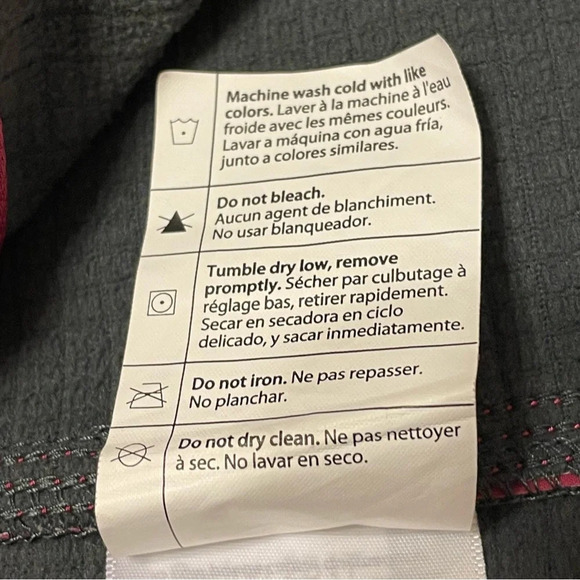 Machine wash cold with like
colors. Laver à la machine à l'eau
froide avec les mêmes couleurs.
Lavar a máquina con agua fría,
junto a colores similares.
Do not bleach.
Aucun agent de blanchiment.
No usar blanqueador.
Tumble dry low, remove
promptly. Sécher par culbutage à
réglage bas, retirer rapidement.
Secar en secadora en ciclo
delicado, y sacar inmediatamente.
Do not iron. Ne pas repasser.
No planchar.
Do not dry clean. Ne pas nettoyer
à sec. No lavar en seco.